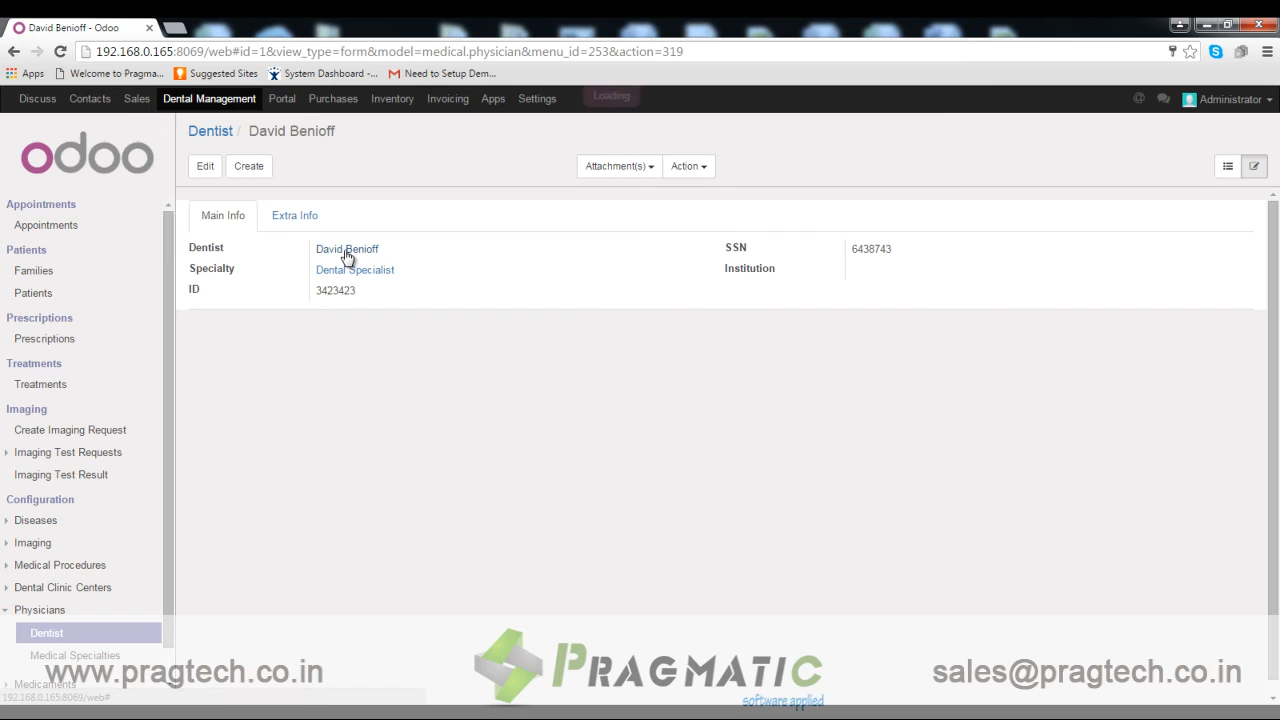 David Benioff - Odoo
192.168.0.165:8069/web#id=1&view_type=form&model=medical.physician&menu_id=253&action=319
Apps Welcome to Pragma... Suggested Sites System Dashboard -... Need to Setup Dem...
Discuss Contacts Sales Dental Management Portal Purchases Inventory Invoicing Apps Settings Loading @ Administrator
odoo
Dentist / David Benioff
Edit Create Attachment(s) Action
Appointments
Appointments
Patients
Families
Patients
Prescriptions
Prescriptions
Treatments
Treatments
Imaging
Create Imaging Request
Imaging Test Requests
Imaging Test Result
Configuration
Diseases
Imaging
Medical Procedures
Dental Clinic Centers
Physicians
Dentist
Medical Specialties
Medicaments
192.168.0.165:8069/web#
Main Info Extra Info
Dentist David Benioff SSN 6438743
Specialty Dental Specialist Institution
ID 3423423
www.pragtech.co.in
PRAGMATIC
software applied
sales@pragtech.co.in